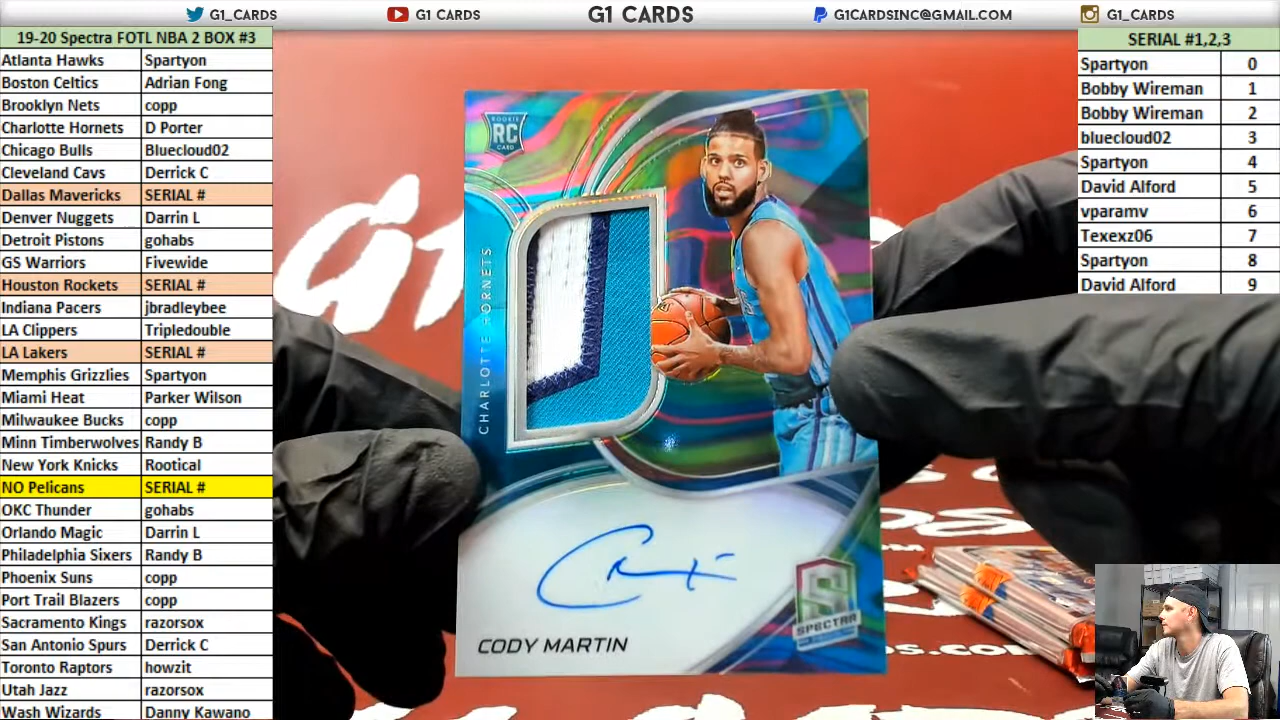 G1_CARDS G1 CARDS G1 CARDS G1CARDSINC@GMAIL.COM G1_CARDS
19-20 Spectra FOTL NBA 2 BOX #3
Atlanta Hawks Spartyon
Boston Celtics Adrian Fong
Brooklyn Nets copp
Charlotte Hornets D Porter
Chicago Bulls Bluecloud02
Cleveland Cavs Derrick C
Dallas Mavericks SERIAL #
Denver Nuggets Darrin L
Detroit Pistons gohabs
GS Warriors Fivewide
Houston Rockets SERIAL #
Indiana Pacers jbradleybee
LA Clippers Tripledouble
LA Lakers SERIAL #
Memphis Grizzlies Spartyon
Miami Heat Parker Wilson
Milwaukee Bucks copp
Minn Timberwolves Randy B
New York Knicks Rootical
NO Pelicans SERIAL #
OKC Thunder gohabs
Orlando Magic Darrin L
Philadelphia Sixers Randy B
Phoenix Suns copp
Port Trail Blazers copp
Sacramento Kings razorsox
San Antonio Spurs Derrick C
Toronto Raptors howzit
Utah Jazz razorsox
Wash Wizards Danny Kawano
ROOKIE
RC
CARD
CHARLOTTE HORNETS
SPECTRA
CODY MARTIN
SERIAL #1,2,3
Spartyon 0
Bobby Wireman 1
Bobby Wireman 2
bluecloud02 3
Spartyon 4
David Alford 5
vparamv 6
Texexz06 7
Spartyon 8
David Alford 9